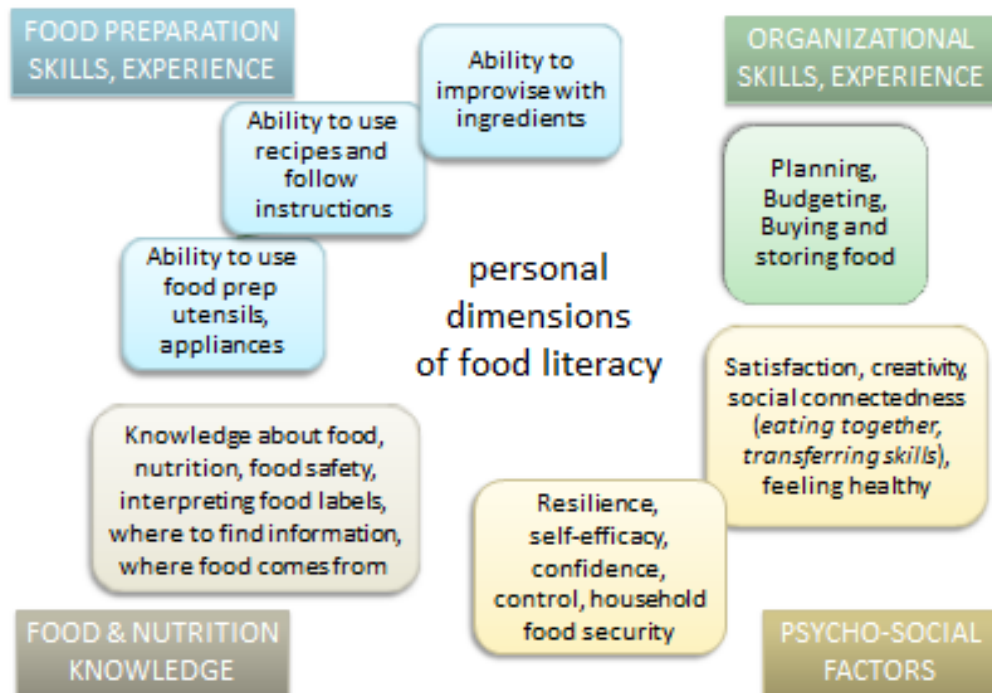 FOOD PREPARATION
SKILLS, EXPERIENCE
Ability to
improvise with
ingredients
Ability to use
recipes and
follow
instructions
Ability to use
food prep
utensils,
appliances
ORGANIZATIONAL
SKILLS, EXPERIENCE
Planning,
Budgeting,
Buying and
storing food
personal
dimensions
of food literacy
Satisfaction, creativity,
social connectedness
(eating together,
transferring skills),
feeling healthy
Resilience,
self-efficacy,
confidence,
control, household
food security
PSYCHO-SOCIAL
FACTORS
Knowledge about food,
nutrition, food safety,
interpreting food labels,
where to find information,
where food comes from
FOOD & NUTRITION
KNOWLEDGE